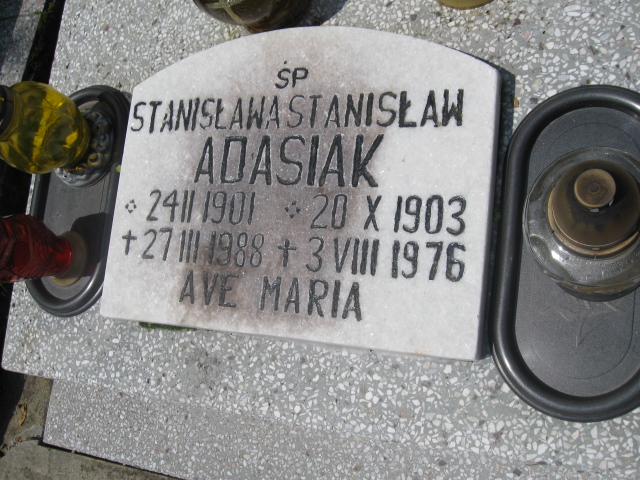 ŚP
STANISŁAWA STANISŁAW
ADASIAK
24 II 1901 20 X 1903
† 27 III 1988 † 3 VIII 1976
AVE MARIA